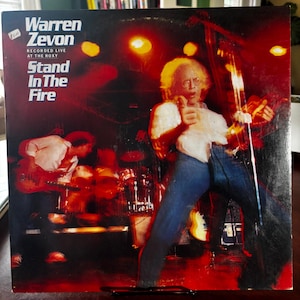 Warren
Zevon
RECORDED LIVE
AT THE ROXY
Stand
In The
Fire